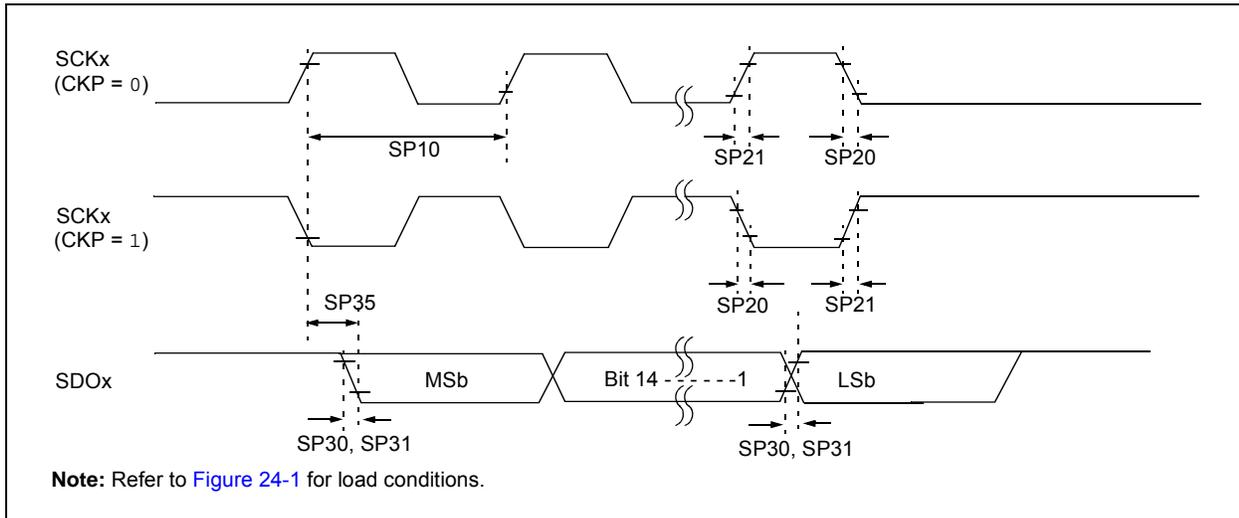 SCKx
(CKP = 0)
SP10
SP21
SP20
SCKx
(CKP = 1)
SP20
SP21
SP35
SDOx
MSb
Bit 14 - - - - - -1
LSb
SP30, SP31
SP30, SP31
Note: Refer to Figure 24-1 for load conditions.